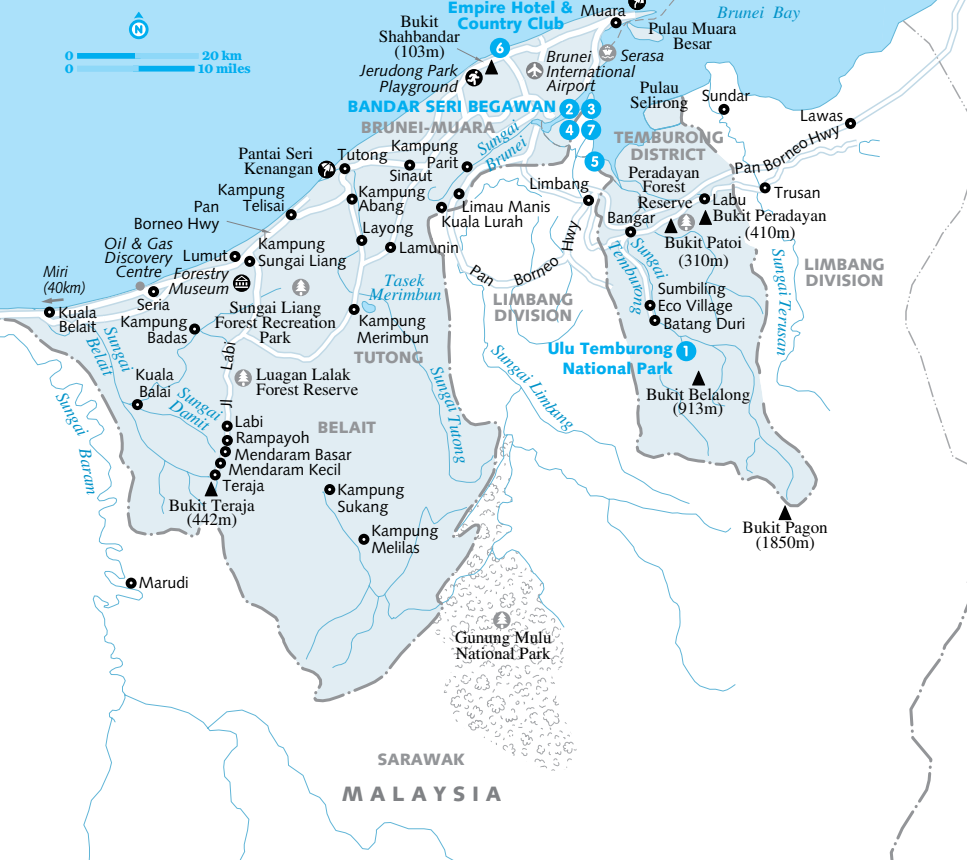 Empire Hotel &
Country Club
Muara
Brunei Bay
N
Bukit
Shahbandar
(103m)
6
Pulau Muara
Besar
0 20 km
0 10 miles
Jerudong Park
Playground
Brunei
International
Airport
Serasa
BANDAR SERI BEGAWAN
2
3
4
7
5
Pulau
Selirong
Sundar
Lawas
BRUNEI-MUARA
Sungai
Brunei
TEMBURONG
DISTRICT
Pan Borneo Hwy
Pantai Seri
Kenangan
Tutong
Kampung
Sinaut
Parit
Peradayan
Forest
Reserve
Limbang
Labu
Trusan
Kampung
Telisai
Kampung
Abang
Limau Manis
Kuala Lurah
Bangar
Bukit Peradayan
(410m)
Pan
Borneo Hwy
Layong
Lamunin
Bukit Patoi
(310m)
Oil & Gas
Discovery
Centre
Lumut
Kampung
Sungai Liang
Pan Borneo Hwy
Sungai
Temburong
Sungai Terusan
LIMBANG
DIVISION
Miri
(40km)
Forestry
Museum
Tasek
Merimbun
Sumbiling
Eco Village
Batang Duri
LIMBANG
DIVISION
Seria
Kuala
Belait
Sungai Liang
Forest Recreation
Park
Kampung
Badas
Kampung
Merimbun
TUTONG
Ulu Temburong
National Park
1
Sungai
Belait
Jl Labi
Luagan Lalak
Forest Reserve
Sungai Limbang
Bukit Belalong
(913m)
Kuala
Balai
Sungai
Damit
Sungai Tutong
Sungai Baram
Labi
BELAIT
Rampayoh
Mendaram Basar
Mendaram Kecil
Teraja
Bukit Teraja
(442m)
Kampung
Sukang
Bukit Pagon
(1850m)
Kampung
Melilas
Marudi
Gunung Mulu
National Park
SARAWAK
MALAYSIA